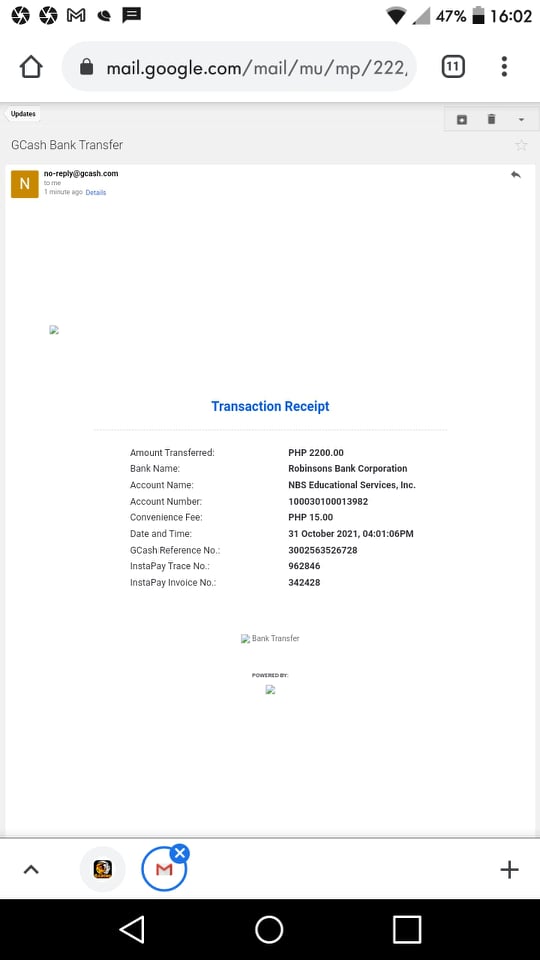 47% 16:02
mail.google.com/mail/mu/mp/222,
11
Updates
GCash Bank Transfer
N
no-reply@gcash.com
to me
1 minute ago Details
Transaction Receipt
Amount Transferred: PHP 2200.00
Bank Name: Robinsons Bank Corporation
Account Name: NBS Educational Services, Inc.
Account Number: 100030100013982
Convenience Fee: PHP 15.00
Date and Time: 31 October 2021, 04:01:06PM
GCash Reference No.: 3002563526728
InstaPay Trace No.: 962846
InstaPay Invoice No.: 342428
Bank Transfer
POWERED BY: